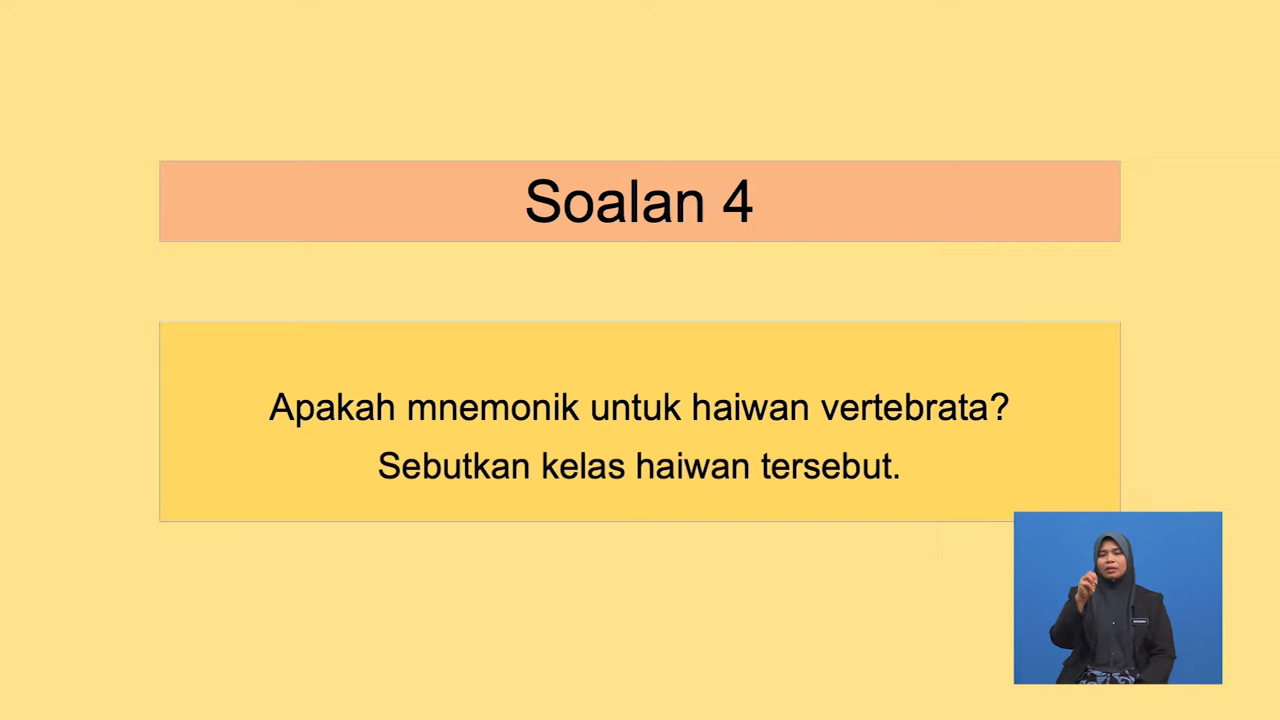 Soalan 4
Apakah mnemonik untuk haiwan vertebrata?
Sebutkan kelas haiwan tersebut.